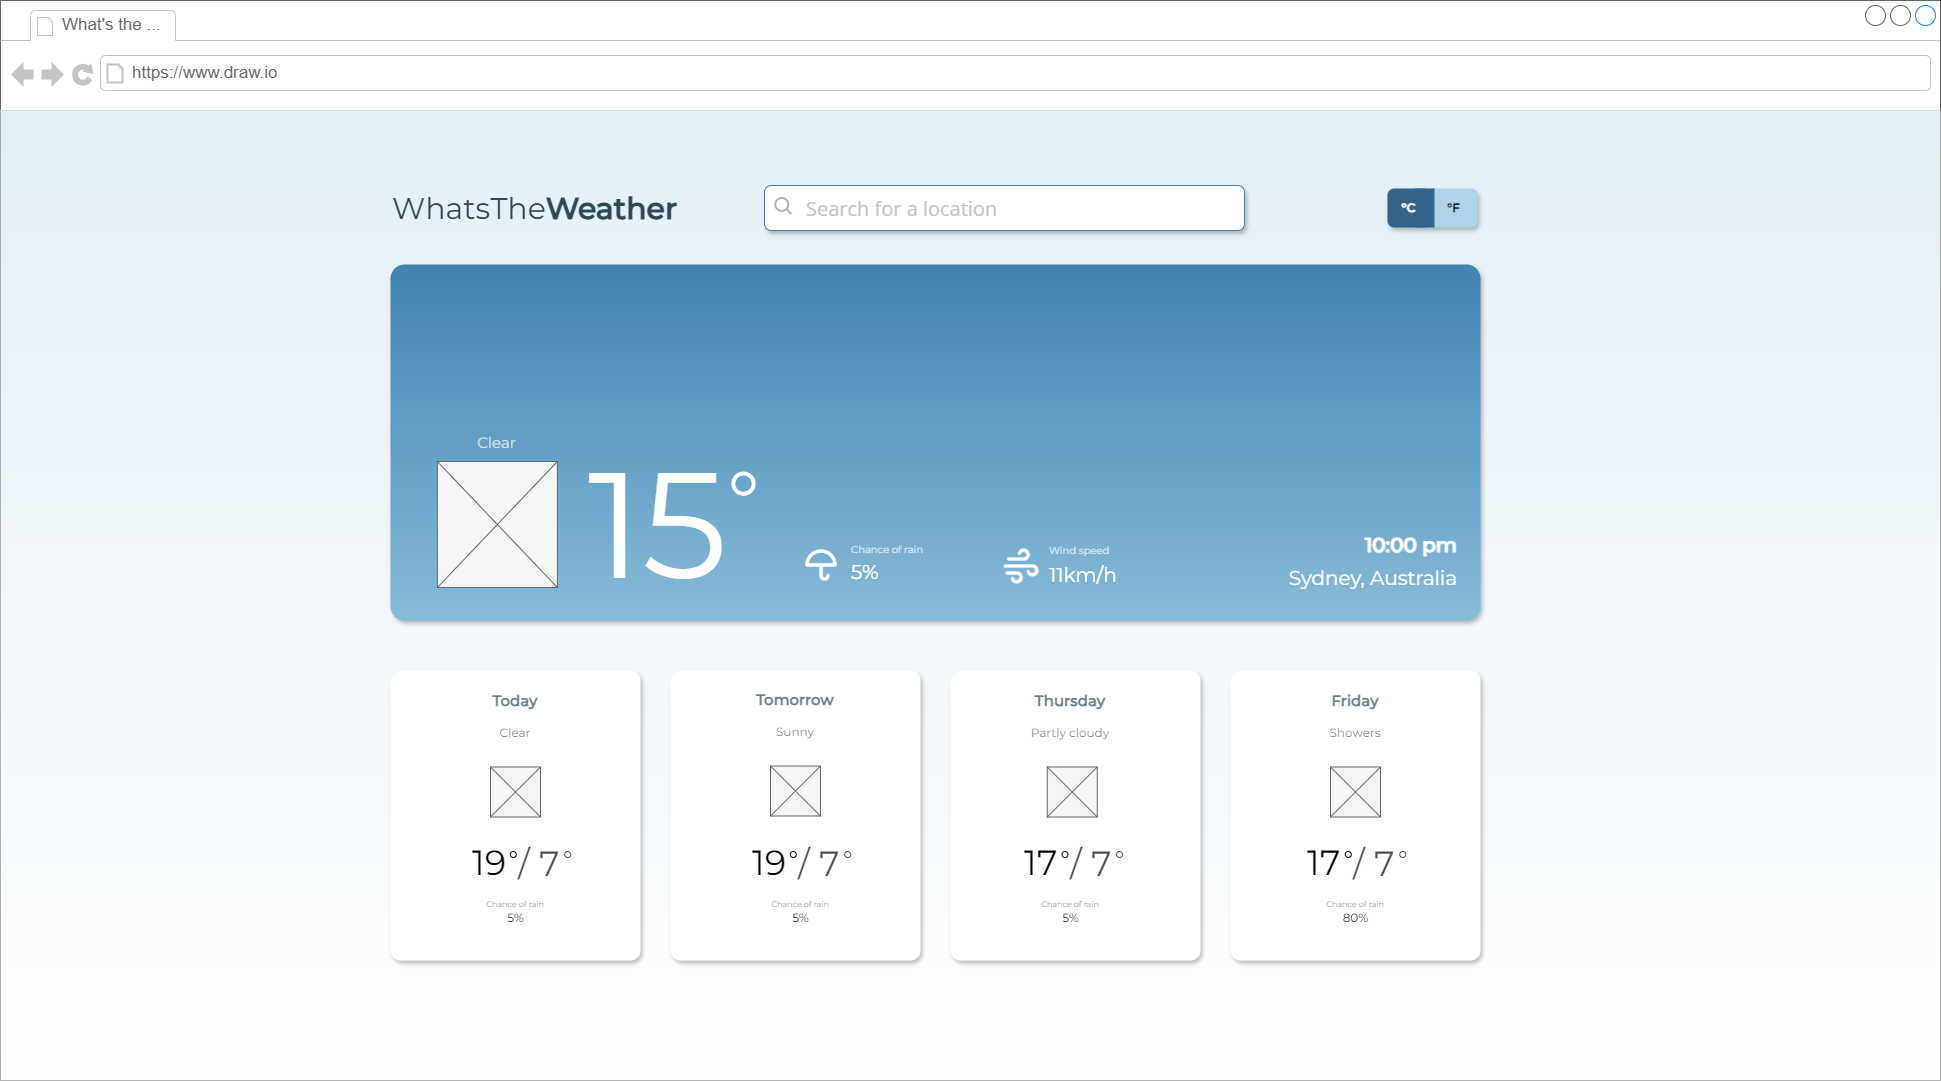 What's the ...
https://www.draw.io
WhatsTheWeather
Search for a location
°C
°F
Clear
15°
Chance of rain
5%
Wind speed
11km/h
10:00 pm
Sydney, Australia
Today
Clear
19°/ 7°
Chance of rain
5%
Tomorrow
Sunny
19°/ 7°
Chance of rain
5%
Thursday
Partly cloudy
17°/ 7°
Chance of rain
5%
Friday
Showers
17°/ 7°
Chance of rain
80%